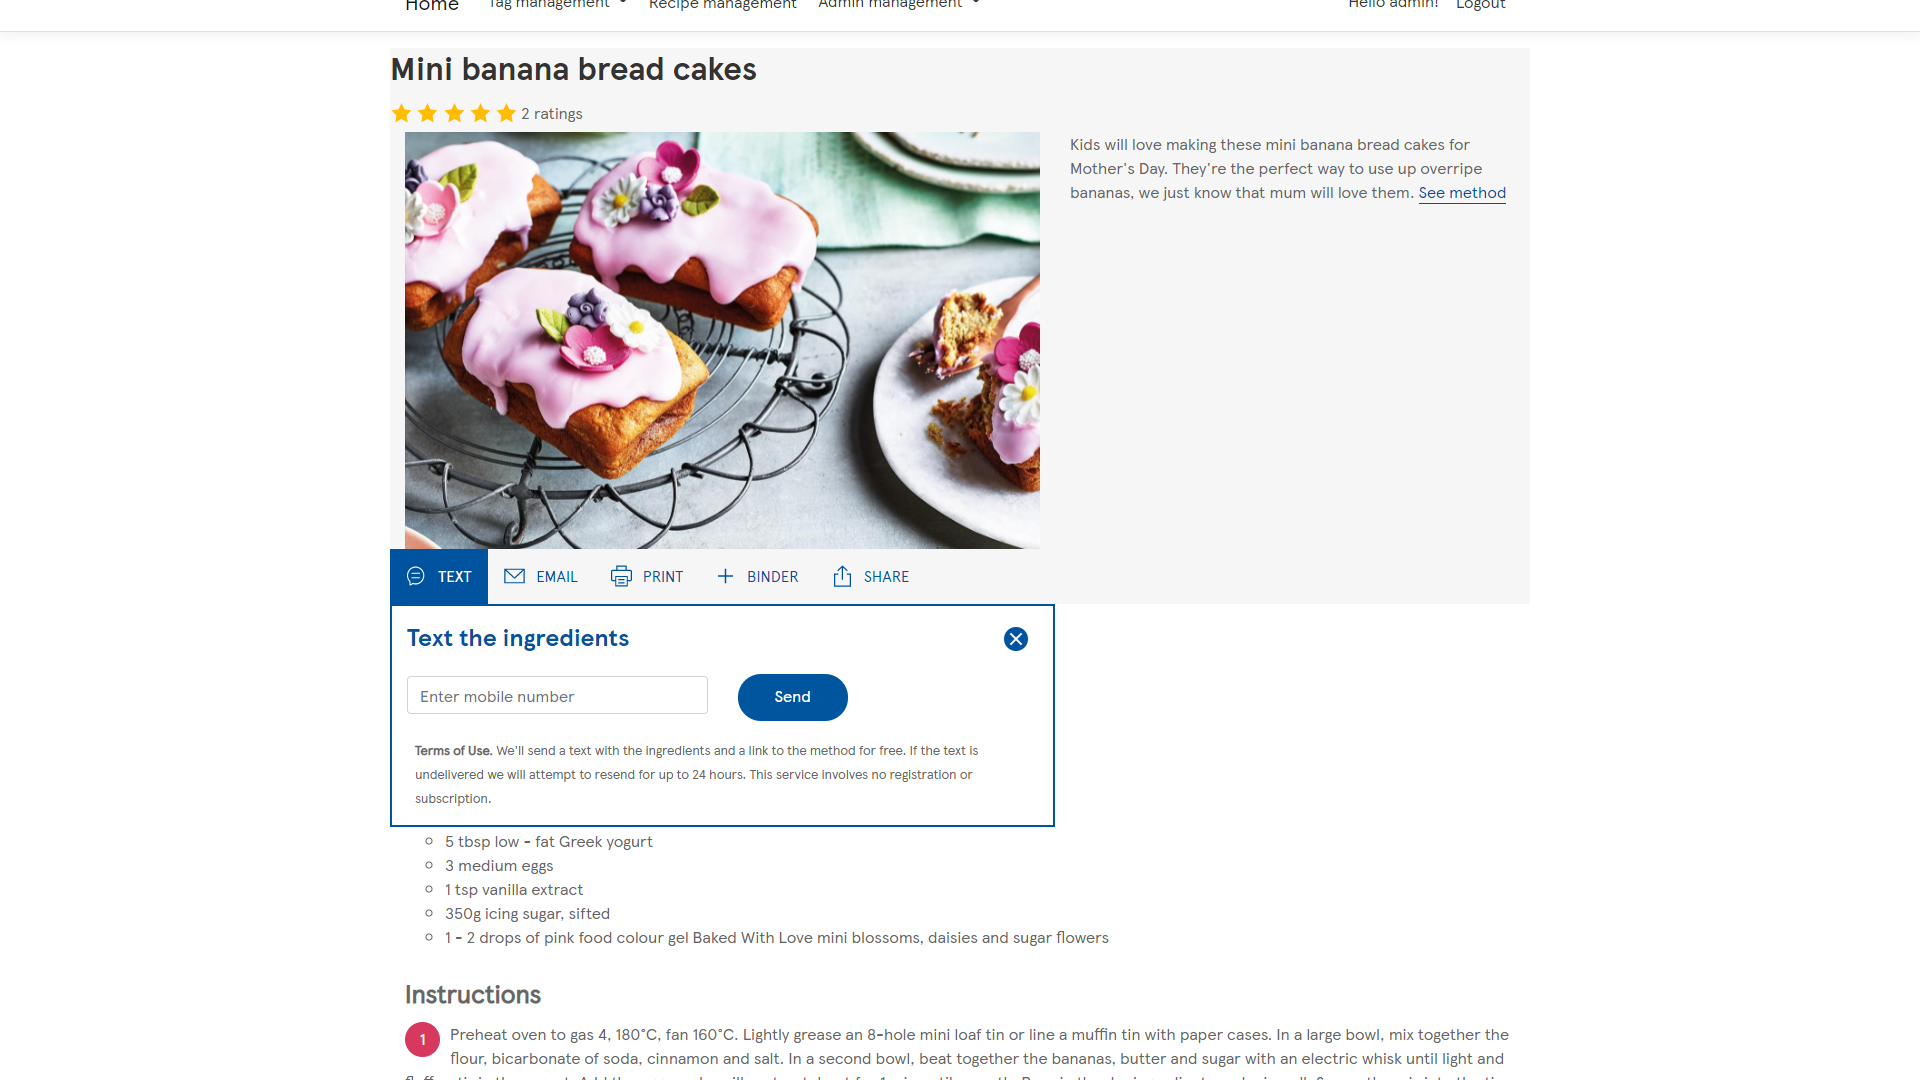 Home Tag management Recipe management Admin management Hello admin! Logout
Mini banana bread cakes
2 ratings
Kids will love making these mini banana bread cakes for
Mother's Day. They're the perfect way to use up overripe
bananas, we just know that mum will love them. See method
TEXT EMAIL PRINT BINDER SHARE
Text the ingredients
Enter mobile number Send
Terms of Use. We'll send a text with the ingredients and a link to the method for free. If the text is
undelivered we will attempt to resend for up to 24 hours. This service involves no registration or
subscription.
5 tbsp low - fat Greek yogurt
3 medium eggs
1 tsp vanilla extract
350g icing sugar, sifted
1 - 2 drops of pink food colour gel Baked With Love mini blossoms, daisies and sugar flowers
Instructions
1 Preheat oven to gas 4, 180°C, fan 160°C. Lightly grease an 8-hole mini loaf tin or line a muffin tin with paper cases. In a large bowl, mix together the
flour, bicarbonate of soda, cinnamon and salt. In a second bowl, beat together the bananas, butter and sugar with an electric whisk until light and